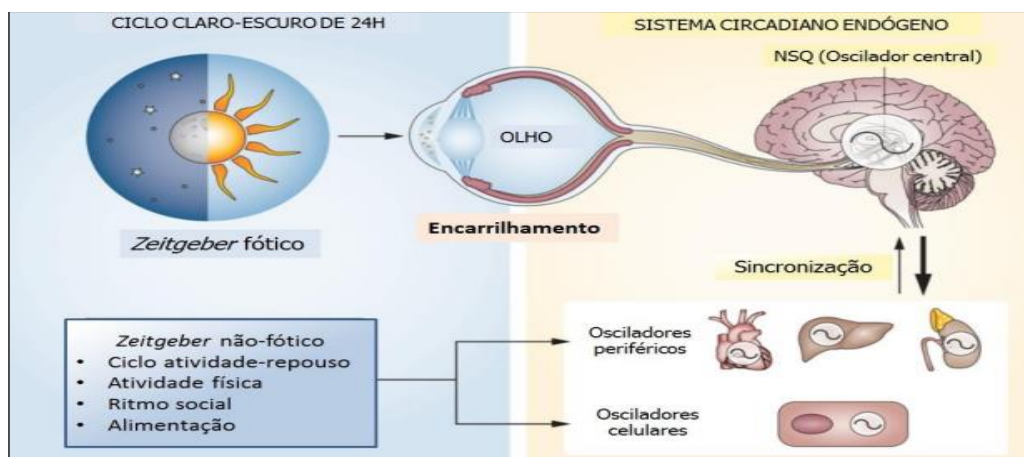 CICLO CLARO-ESCURO DE 24H
SISTEMA CIRCADIANO ENDÓGENO
NSQ (Oscilador central)
OLHO
Encarrilhamento
Zeitgeber fótico
Sincronização
Zeitgeber não-fótico
• Ciclo atividade-repouso
• Atividade física
• Ritmo social
• Alimentação
Osciladores
periféricos
Osciladores
celulares